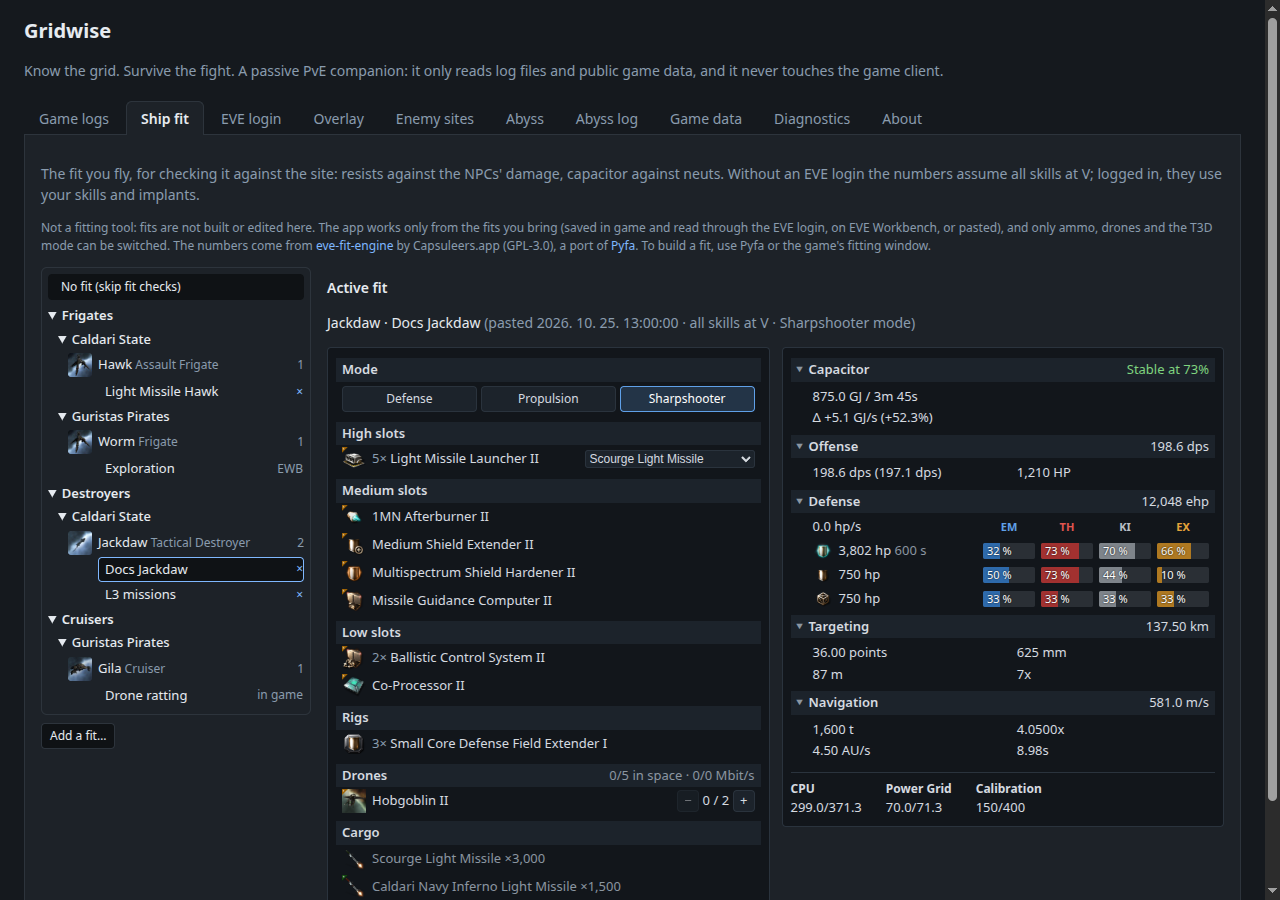 Gridwise
Know the grid. Survive the fight. A passive PvE companion: it only reads log files and public game data, and it never touches the game client.
Game logs Ship fit EVE login Overlay Enemy sites Abyss Abyss log Game data Diagnostics About
The fit you fly, for checking it against the site: resists against the NPCs' damage, capacitor against neuts. Without an EVE login the numbers assume all skills at V; logged in, they use
your skills and implants.
Not a fitting tool: fits are not built or edited here. The app works only from the fits you bring (saved in game and read through the EVE login, on EVE Workbench, or pasted), and only ammo, drones and the T3D
mode can be switched. The numbers come from eve-fit-engine by Capsuleers.app (GPL-3.0), a port of Pyfa. To build a fit, use Pyfa or the game's fitting window.
No fit (skip fit checks)
▼ Frigates
▼ Caldari State
Hawk Assault Frigate 1
Light Missile Hawk ×
▼ Guristas Pirates
Worm Frigate 1
Exploration EWB
▼ Destroyers
▼ Caldari State
Jackdaw Tactical Destroyer 2
Docs Jackdaw ×
L3 missions ×
▼ Cruisers
▼ Guristas Pirates
Gila Cruiser 1
Drone ratting in game
Add a fit...
Active fit
Jackdaw · Docs Jackdaw (pasted 2026. 10. 25. 13:00:00 · all skills at V · Sharpshooter mode)
Mode
Defense Propulsion Sharpshooter
High slots
5× Light Missile Launcher II Scourge Light Missile
Medium slots
1MN Afterburner II
Medium Shield Extender II
Multispectrum Shield Hardener II
Missile Guidance Computer II
Low slots
2× Ballistic Control System II
Co-Processor II
Rigs
3× Small Core Defense Field Extender I
Drones 0/5 in space · 0/0 Mbit/s
Hobgoblin II − 0 / 2 +
Cargo
Scourge Light Missile ×3,000
Caldari Navy Inferno Light Missile ×1,500
▼ Capacitor Stable at 73%
875.0 GJ / 3m 45s
Δ +5.1 GJ/s (+52.3%)
▼ Offense 198.6 dps
198.6 dps (197.1 dps) 1,210 HP
▼ Defense 12,048 ehp
0.0 hp/s EM TH KI EX
3,802 hp 600 s 32 % 73 % 70 % 66 %
750 hp 50 % 73 % 44 % 10 %
750 hp 33 % 33 % 33 % 33 %
▼ Targeting 137.50 km
36.00 points 625 mm
87 m 7x
▼ Navigation 581.0 m/s
1,600 t 4.0500x
4.50 AU/s 8.98s
CPU Power Grid Calibration
299.0/371.3 70.0/71.3 150/400